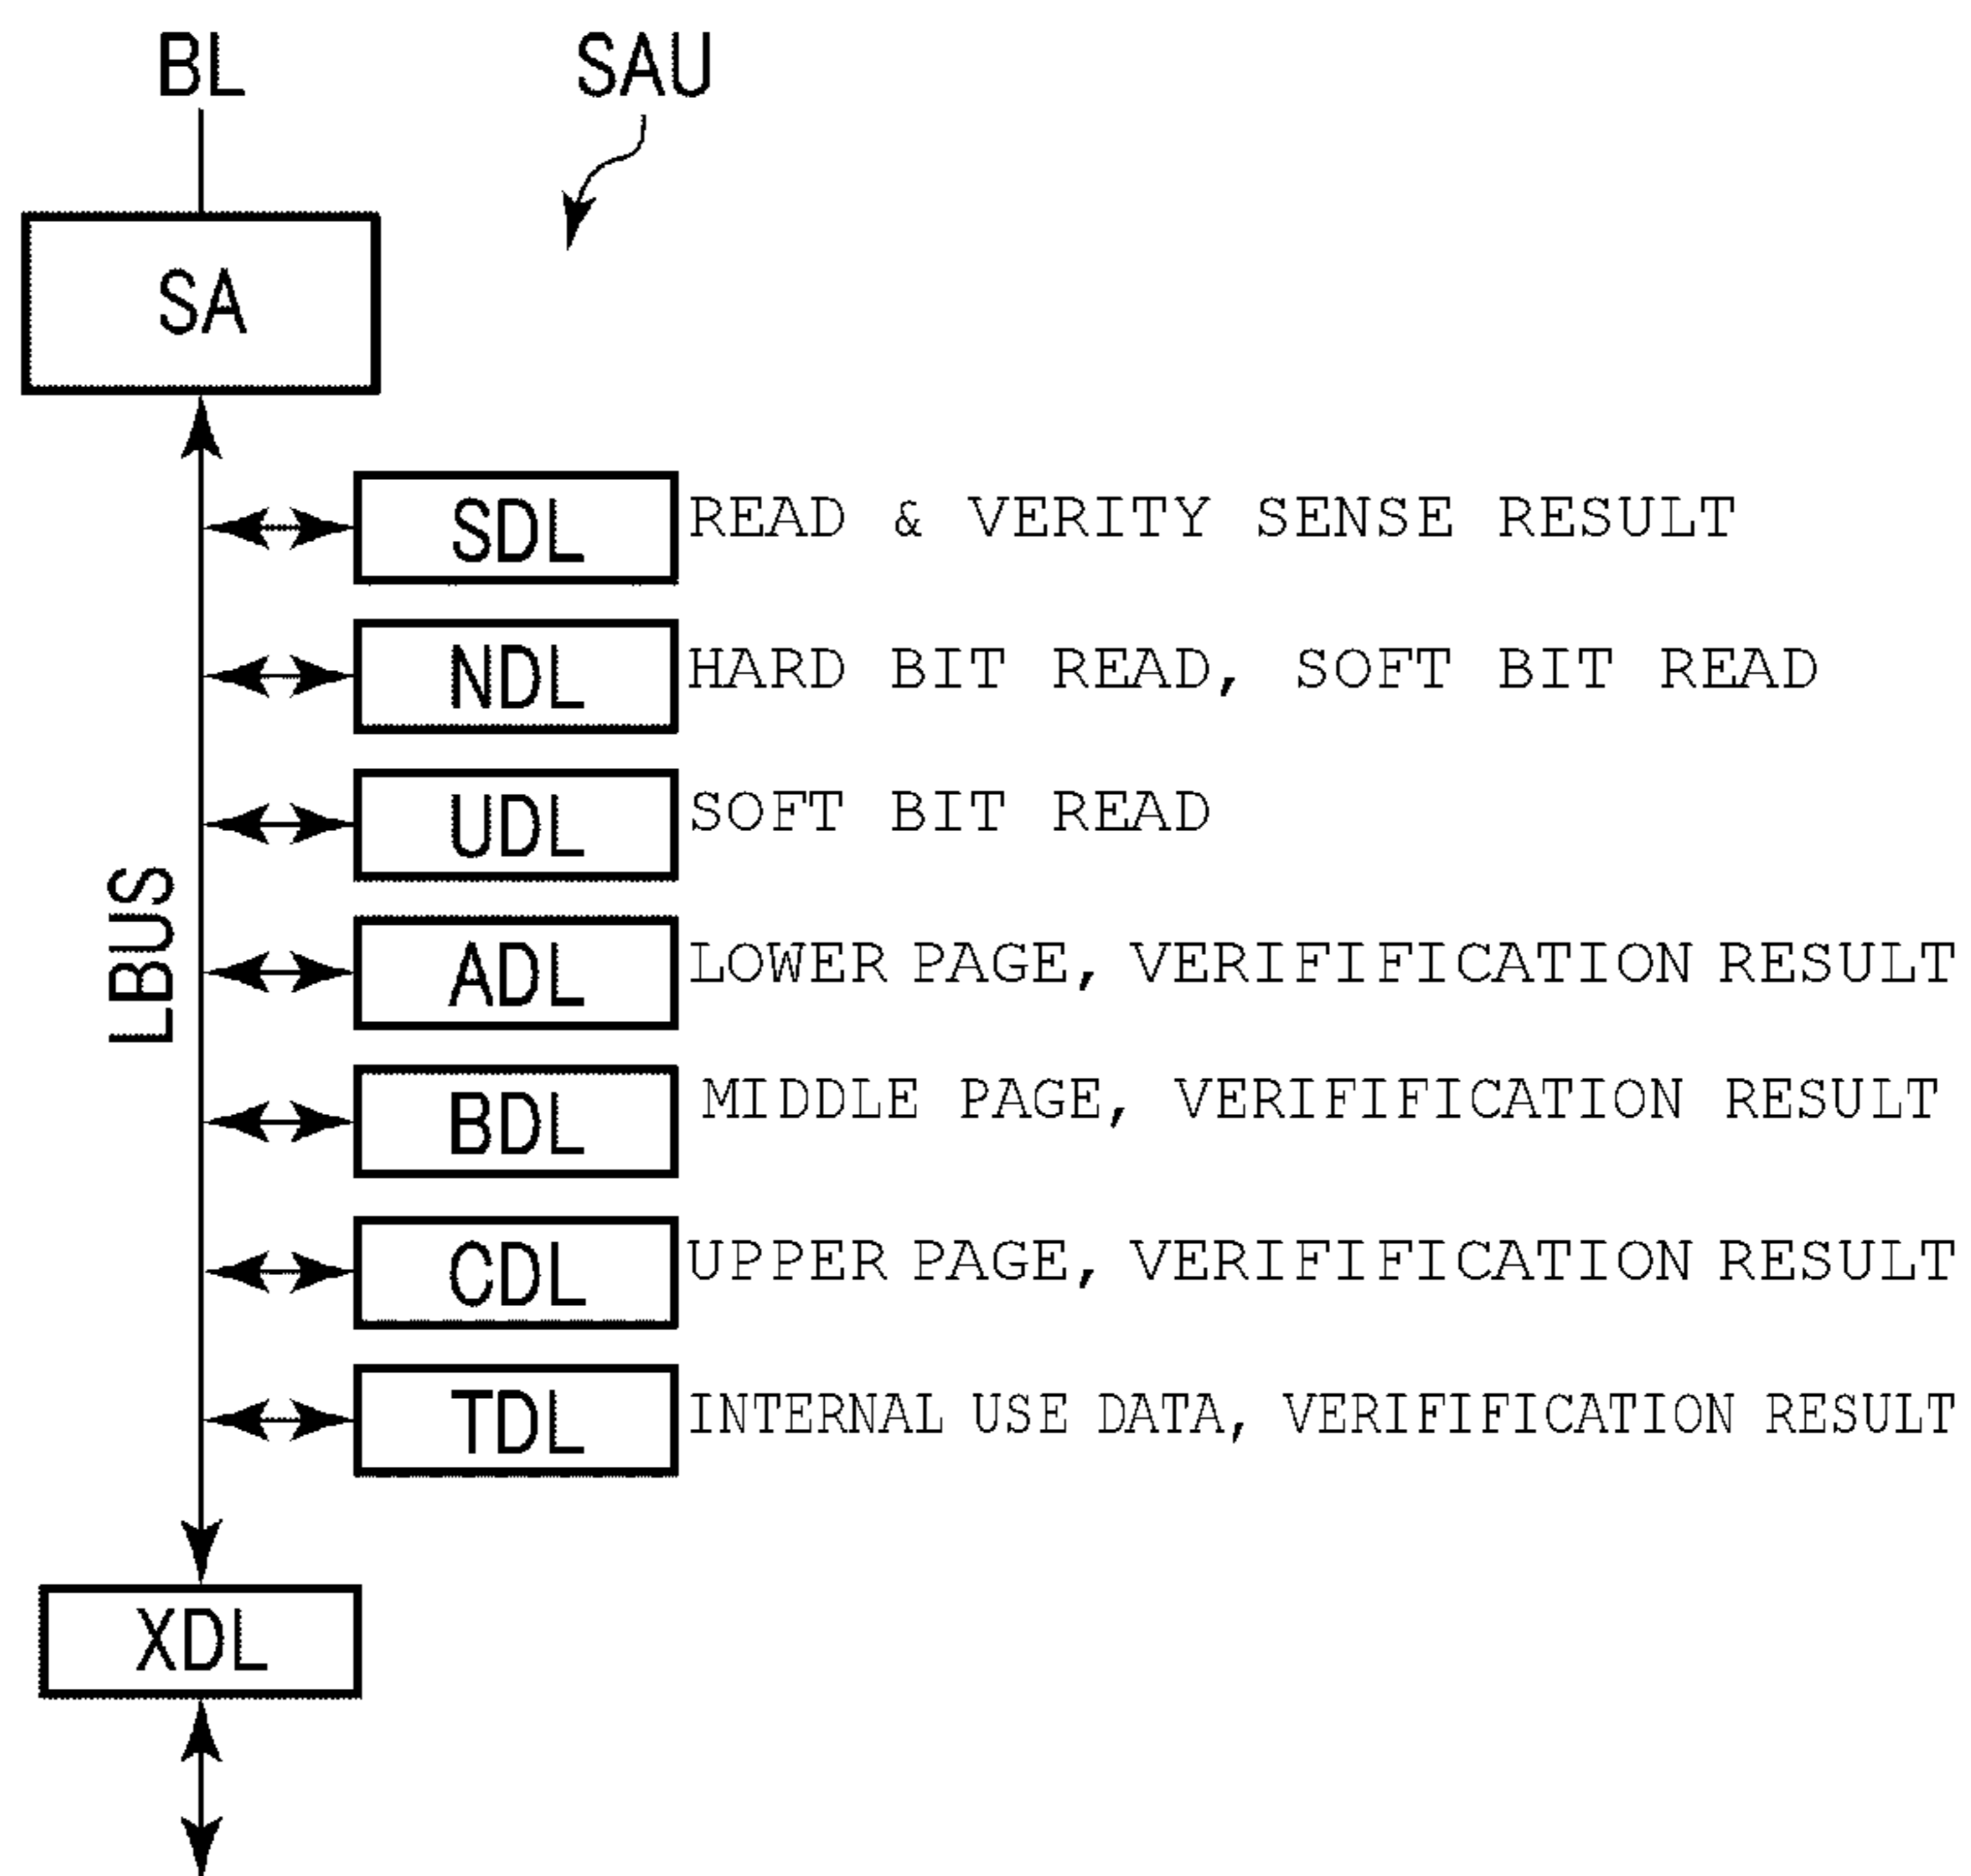 BL
SAU
SA
SDL READ & VERITY SENSE RESULT
NDL HARD BIT READ, SOFT BIT READ
UDL SOFT BIT READ
LBUS
ADL LOWER PAGE, VERIFIFICATION RESULT
BDL MIDDLE PAGE, VERIFIFICATION RESULT
CDL UPPER PAGE, VERIFIFICATION RESULT
TDL INTERNAL USE DATA, VERIFIFICATION RESULT
XDL